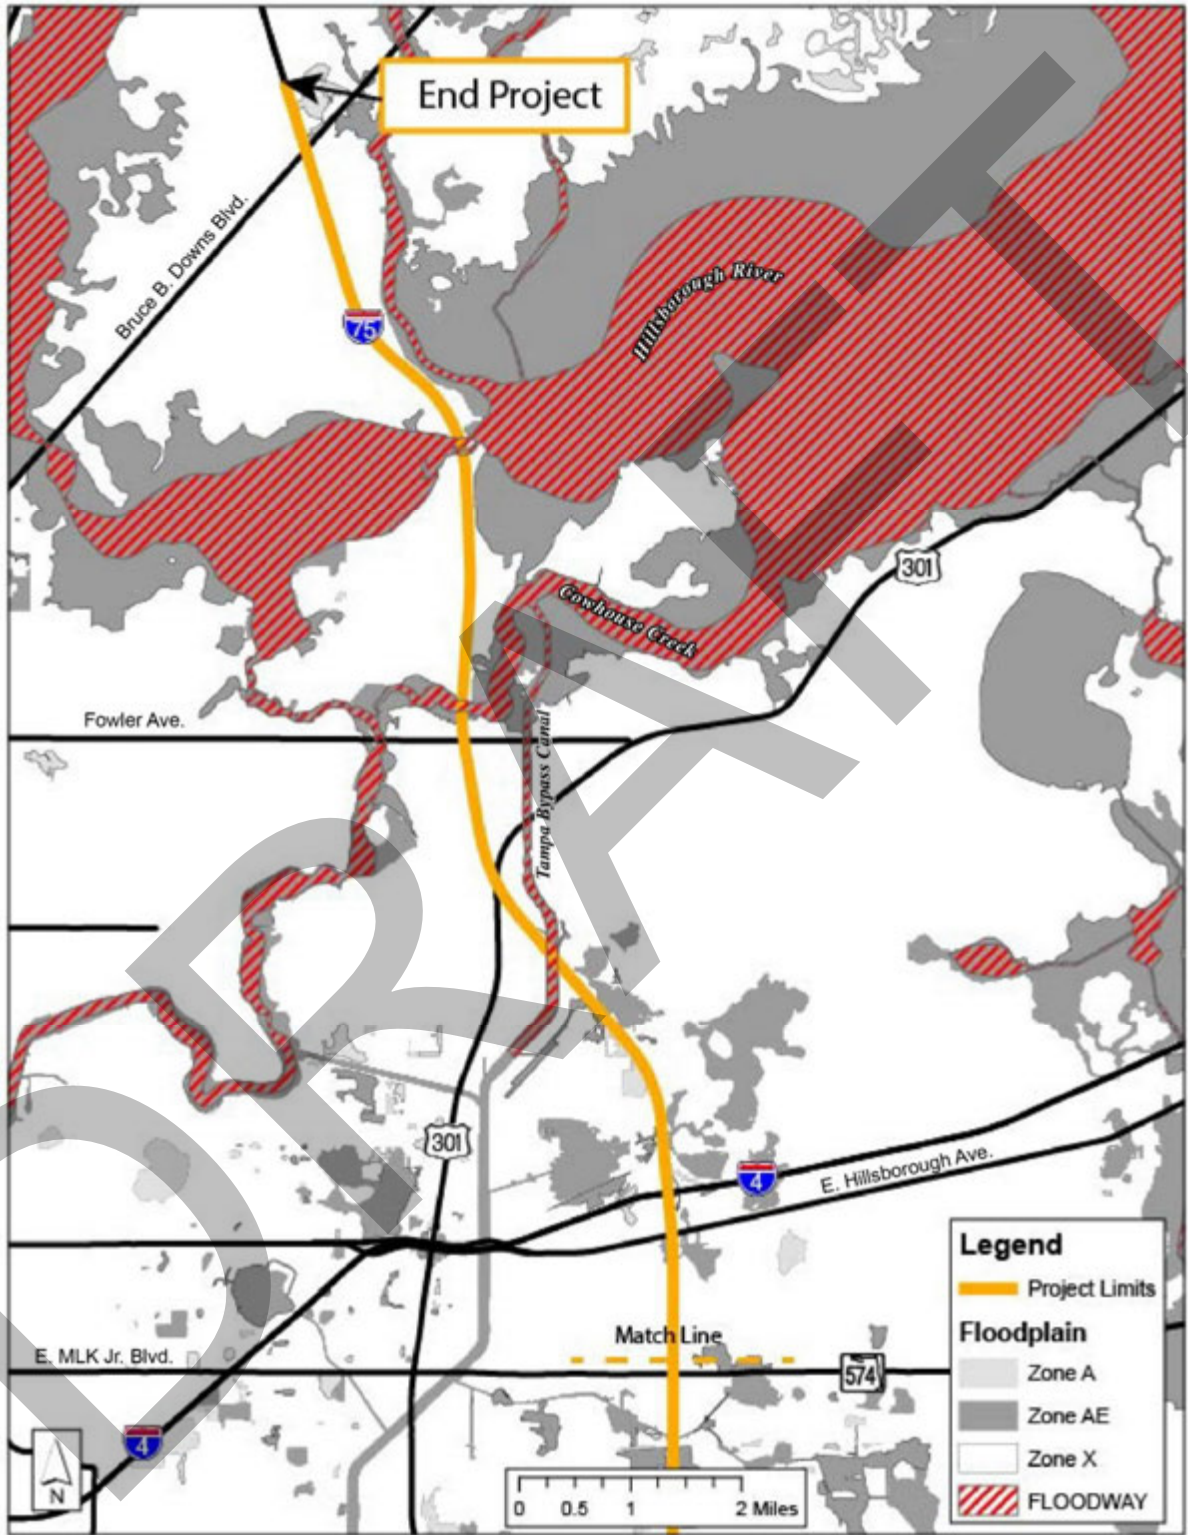 End Project
Bruce B. Downs Blvd.
Hillsborough River
75
301
Cowhouse Creek
Fowler Ave.
Tampa Bypass Canal
301
4
E. Hillsborough Ave.
Match Line
E. MLK Jr. Blvd.
574
4
N
0 0.5 1 2 Miles
Legend
Project Limits
Floodplain
Zone A
Zone AE
Zone X
FLOODWAY
DRAFT